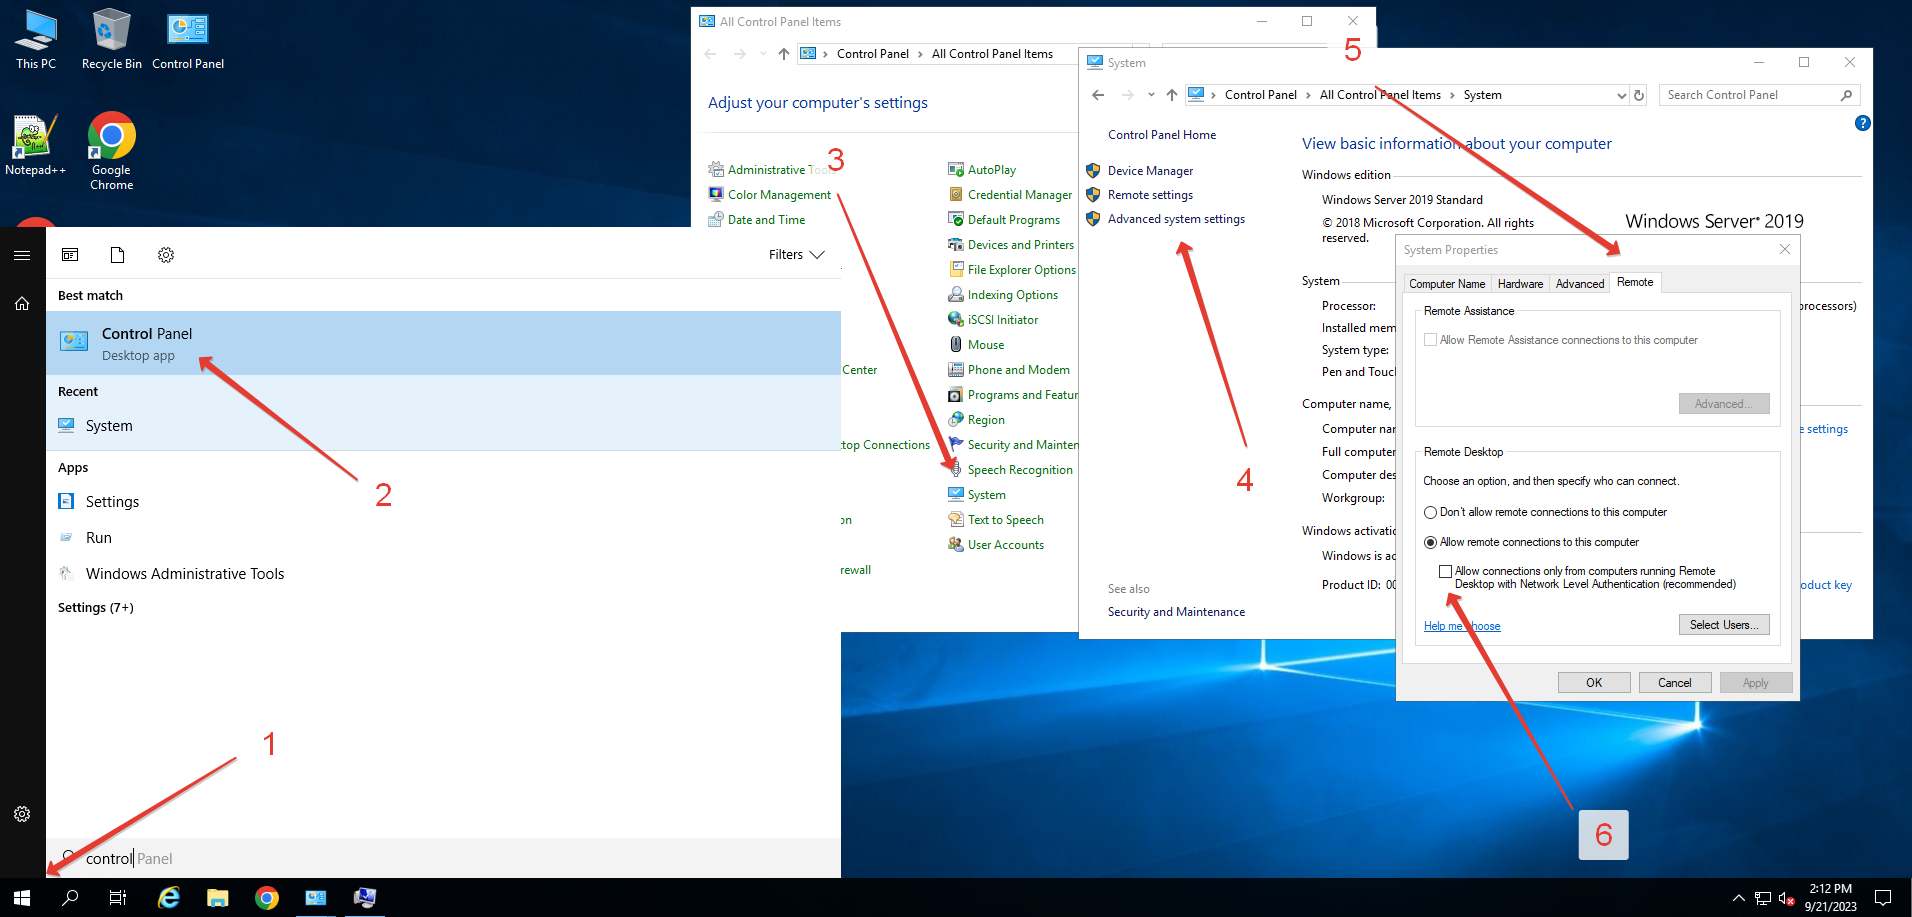 This PC
Recycle Bin
Control Panel
Notepad++
Google
Chrome
All Control Panel Items
Control Panel
All Control Panel Items
Adjust your computer's settings
Administrative
Color Management
Date and Time
AutoPlay
Credential Manager
Default Programs
Devices and Printers
File Explorer Options
Indexing Options
iSCSI Initiator
Mouse
Phone and Modem
Programs and Featur
Region
Security and Mainten
Speech Recognition
System
Text to Speech
User Accounts
Center
top Connections
on
rewall
3
Filters
Best match
Control Panel
Desktop app
Recent
System
Apps
Settings
Run
Windows Administrative Tools
Settings (7+)
2
1
control Panel
System
5
Control Panel
All Control Panel Items
System
Search Control Panel
?
Control Panel Home
Device Manager
Remote settings
Advanced system settings
4
See also
Security and Maintenance
View basic information about your computer
Windows edition
Windows Server 2019 Standard
© 2018 Microsoft Corporation. All rights
reserved.
Windows Server® 2019
System
Processor:
processors)
Installed mem
System type:
Pen and Touc
Computer name,
Computer nar
e settings
Full computer
Computer des
Workgroup:
Windows activatio
Windows is ac
Product ID: 00
oduct key
System Properties
Computer Name
Hardware
Advanced
Remote
Remote Assistance
Allow Remote Assistance connections to this computer
Advanced...
Remote Desktop
Choose an option, and then specify who can connect.
Don't allow remote connections to this computer
Allow remote connections to this computer
Allow connections only from computers running Remote
Desktop with Network Level Authentication (recommended)
Help me choose
Select Users...
OK
Cancel
Apply
6
2:12 PM
9/21/2023